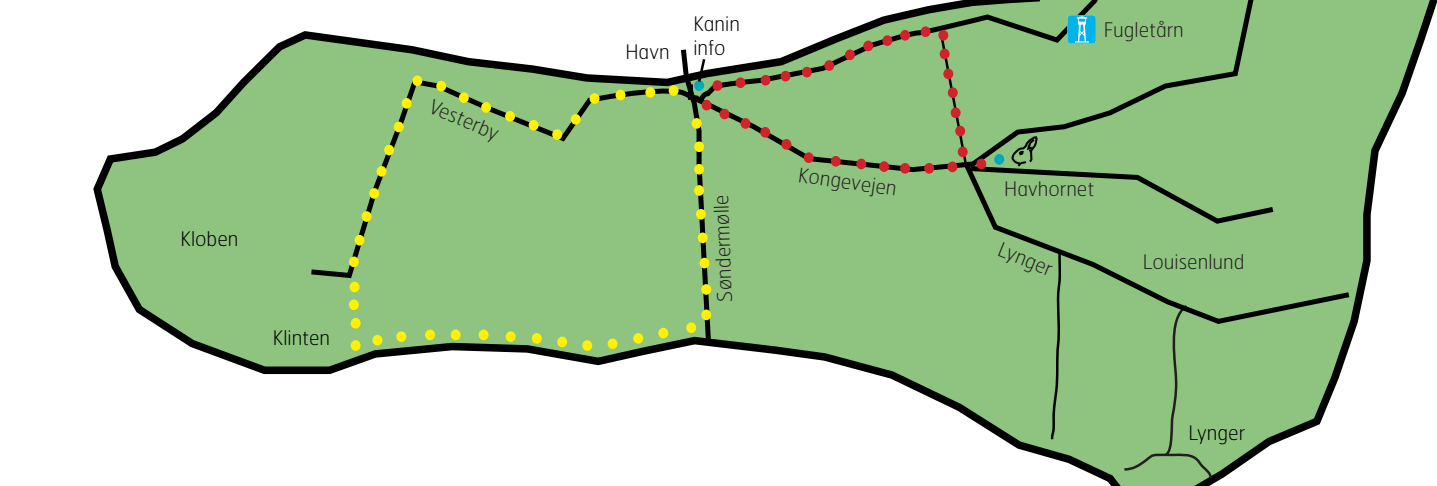 Kanin
info
Havn
Fugletårn
Vesterby
Kongevejen
Havhornet
Søndermølle
Kloben
Lynger
Louisenlund
Klinten
Lynger